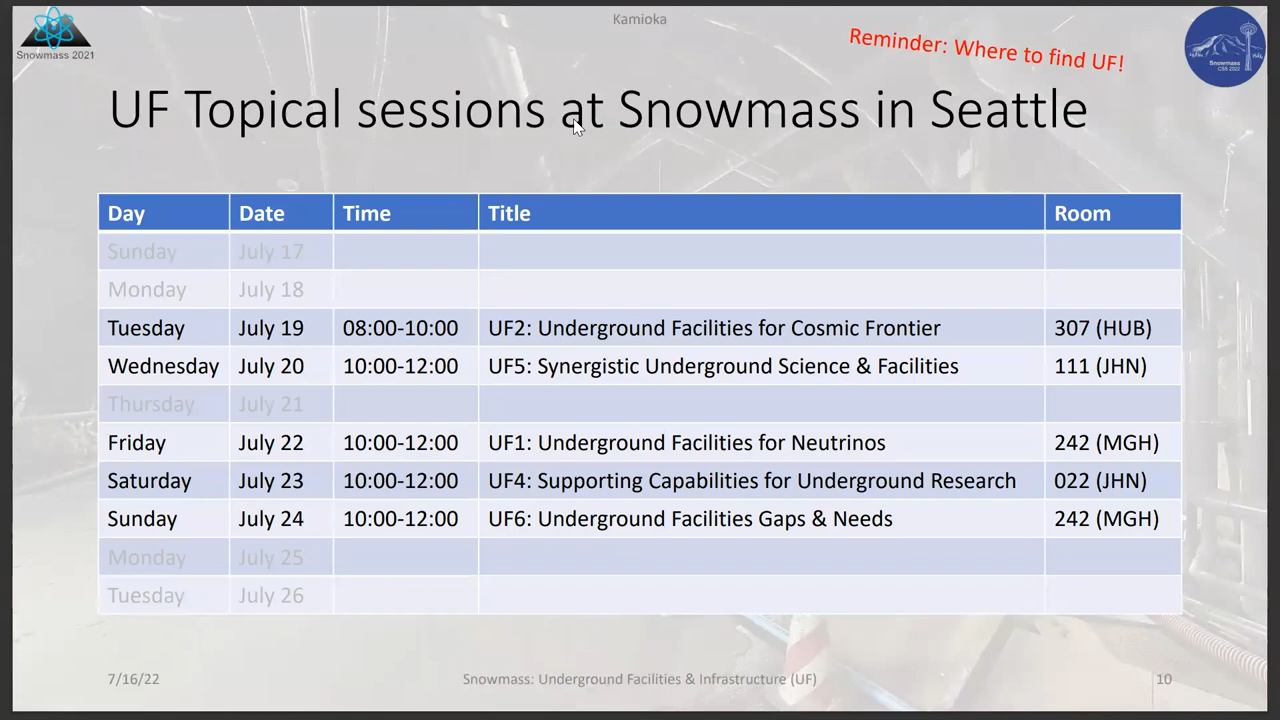 Kamioka
Snowmass 2021
Reminder: Where to find UF!
Snowmass
CSS 2022
UF Topical sessions at Snowmass in Seattle
Day Date Time Title Room
Sunday July 17
Monday July 18
Tuesday July 19 08:00-10:00 UF2: Underground Facilities for Cosmic Frontier 307 (HUB)
Wednesday July 20 10:00-12:00 UF5: Synergistic Underground Science & Facilities 111 (JHN)
Thursday July 21
Friday July 22 10:00-12:00 UF1: Underground Facilities for Neutrinos 242 (MGH)
Saturday July 23 10:00-12:00 UF4: Supporting Capabilities for Underground Research 022 (JHN)
Sunday July 24 10:00-12:00 UF6: Underground Facilities Gaps & Needs 242 (MGH)
Monday July 25
Tuesday July 26
7/16/22 Snowmass: Underground Facilities & Infrastructure (UF) 10